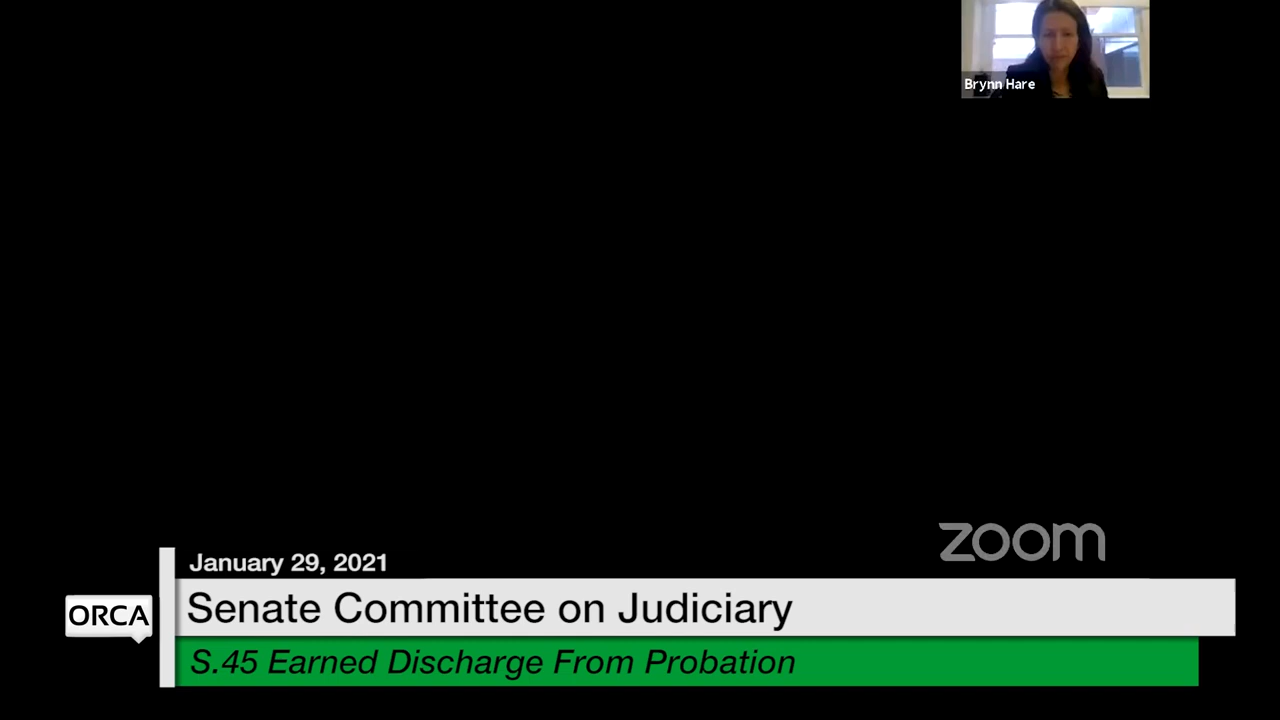 Brynn Hare
zoom
January 29, 2021
Senate Committee on Judiciary
ORCA
S.45 Earned Discharge From Probation